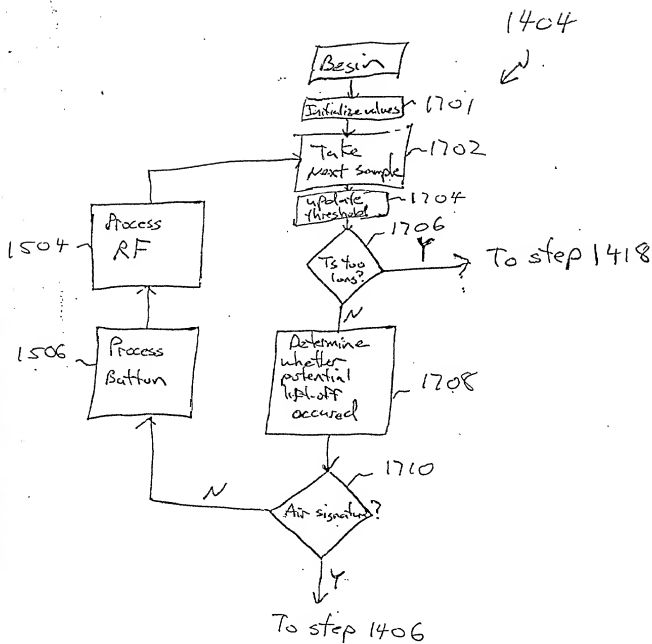 1404
Begin
Initialize values
1701
Take
Next Sample
1702
update
threshold
1704
1706
Is too
long?
Y
To step 1418
N
Determine
whether
potential
lift-off
occured
1708
1710
Air signature?
N
Y
To step 1406
Process
Button
1506
Process
RF
1504